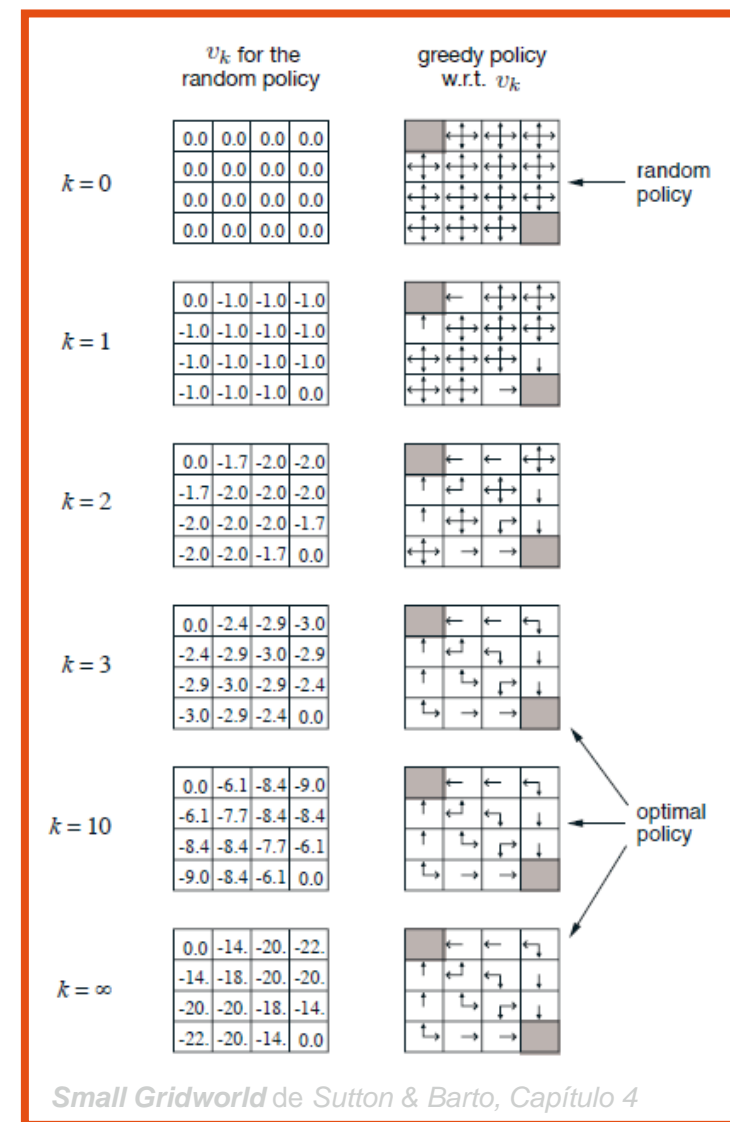 v_k for the random policy
greedy policy w.r.t. v_k
k = 0
0.0 0.0 0.0 0.0
0.0 0.0 0.0 0.0
0.0 0.0 0.0 0.0
0.0 0.0 0.0 0.0
random policy
k = 1
0.0 -1.0 -1.0 -1.0
-1.0 -1.0 -1.0 -1.0
-1.0 -1.0 -1.0 -1.0
-1.0 -1.0 -1.0 0.0
k = 2
0.0 -1.7 -2.0 -2.0
-1.7 -2.0 -2.0 -2.0
-2.0 -2.0 -2.0 -1.7
-2.0 -2.0 -1.7 0.0
k = 3
0.0 -2.4 -2.9 -3.0
-2.4 -2.9 -3.0 -2.9
-2.9 -3.0 -2.9 -2.4
-3.0 -2.9 -2.4 0.0
k = 10
0.0 -6.1 -8.4 -9.0
-6.1 -7.7 -8.4 -8.4
-8.4 -8.4 -7.7 -6.1
-9.0 -8.4 -6.1 0.0
optimal policy
k = ∞
0.0 -14. -20. -22.
-14. -18. -20. -20.
-20. -20. -18. -14.
-22. -20. -14. 0.0
Small Gridworld de Sutton & Barto, Capítulo 4